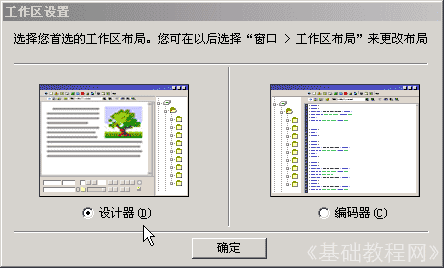 工作区设置
选择您首选的工作区布局。您可在以后选择“窗口 > 工作区布局”来更改布局
设计器(D)
编码器(C)
确定
《基础教程网》